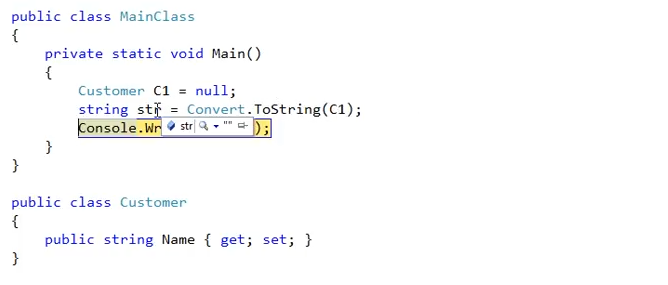 public class MainClass
{
    private static void Main()
    {
        Customer C1 = null;
        string str = Convert.ToString(C1);
        Console.Wr str "" );
    }
}
public class Customer
{
    public string Name { get; set; }
}